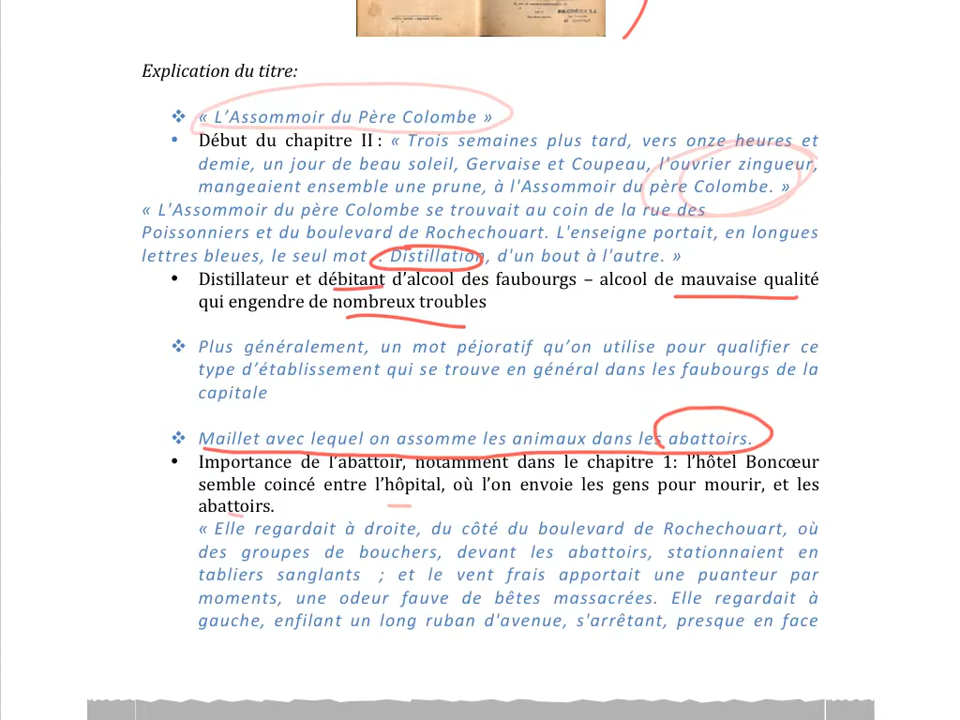 Explication du titre:
❖ « L’Assommoir du Père Colombe »
• Début du chapitre II : « Trois semaines plus tard, vers onze heures et
demie, un jour de beau soleil, Gervaise et Coupeau, l'ouvrier zingueur,
mangeaient ensemble une prune, à l'Assommoir du père Colombe. »
« L'Assommoir du père Colombe se trouvait au coin de la rue des
Poissonniers et du boulevard de Rochechouart. L'enseigne portait, en longues
lettres bleues, le seul mot : Distillation, d'un bout à l'autre. »
• Distillateur et débitant d’alcool des faubourgs – alcool de mauvaise qualité
qui engendre de nombreux troubles
❖ Plus généralement, un mot péjoratif qu’on utilise pour qualifier ce
type d’établissement qui se trouve en général dans les faubourgs de la
capitale
❖ Maillet avec lequel on assomme les animaux dans les abattoirs.
• Importance de l’abattoir, notamment dans le chapitre 1: l’hôtel Boncœur
semble coincé entre l’hôpital, où l’on envoie les gens pour mourir, et les
abattoirs.
« Elle regardait à droite, du côté du boulevard de Rochechouart, où
des groupes de bouchers, devant les abattoirs, stationnaient en
tabliers sanglants ; et le vent frais apportait une puanteur par
moments, une odeur fauve de bêtes massacrées. Elle regardait à
gauche, enfilant un long ruban d'avenue, s'arrêtant, presque en face